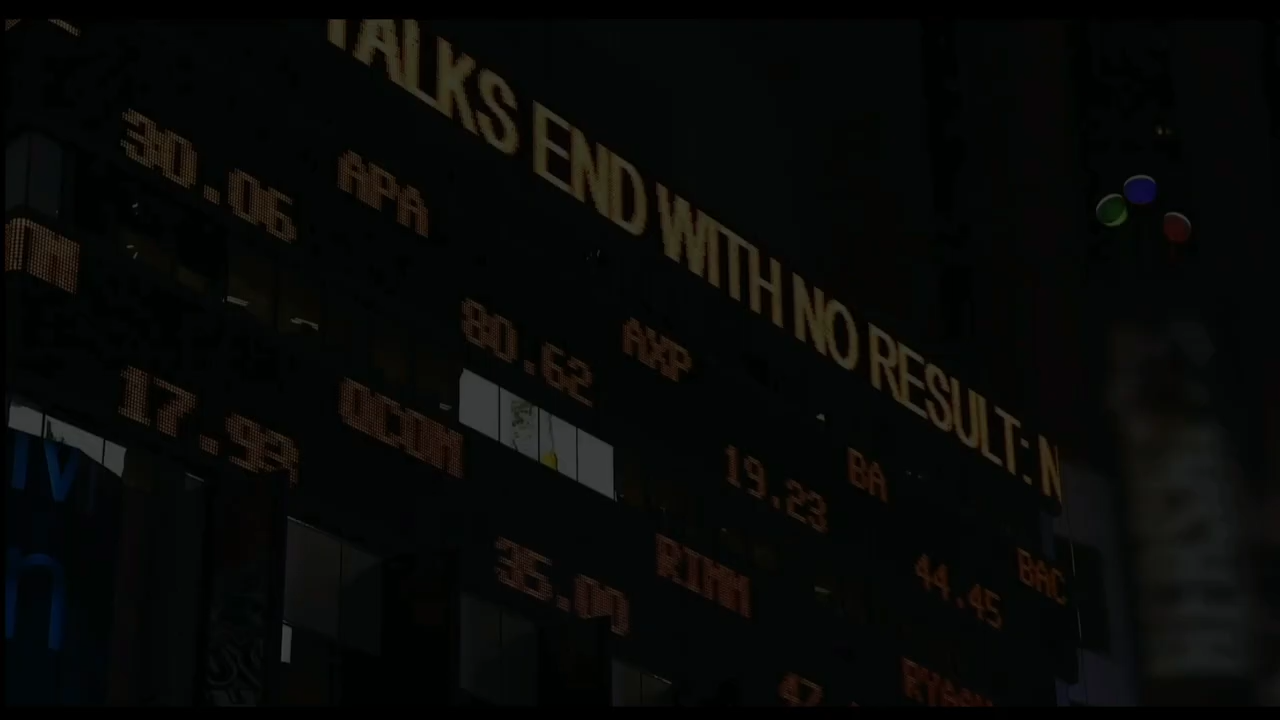 TALKS END WITH NO RESULT: N
30.06 APA
80.62 AXP
19.23 BA
44.45 BAC
17.93 QCOM
35.00 RIMM
47